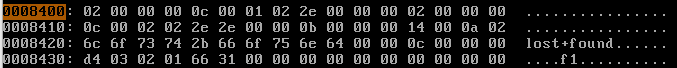 0008400: 02 00 00 00 0c 00 01 02 2e 00 00 00 02 00 00 00  ................
0008410: 0c 00 02 02 2e 2e 00 00 0b 00 00 00 14 00 0a 02  ................
0008420: 6c 6f 73 74 2b 66 6f 75 6e 64 00 00 0c 00 00 00  lost+found......
0008430: d4 03 02 01 66 31 00 00 00 00 00 00 00 00 00 00  ....f1..........